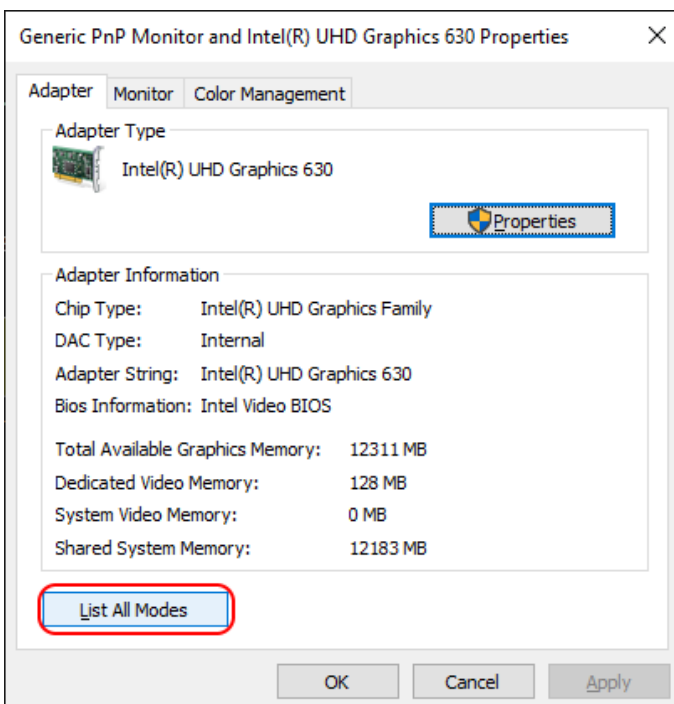 Generic PnP Monitor and Intel(R) UHD Graphics 630 Properties
Adapter Monitor Color Management
Adapter Type
Intel(R) UHD Graphics 630
Properties
Adapter Information
Chip Type: Intel(R) UHD Graphics Family
DAC Type: Internal
Adapter String: Intel(R) UHD Graphics 630
Bios Information: Intel Video BIOS
Total Available Graphics Memory: 12311 MB
Dedicated Video Memory: 128 MB
System Video Memory: 0 MB
Shared System Memory: 12183 MB
List All Modes
OK Cancel Apply